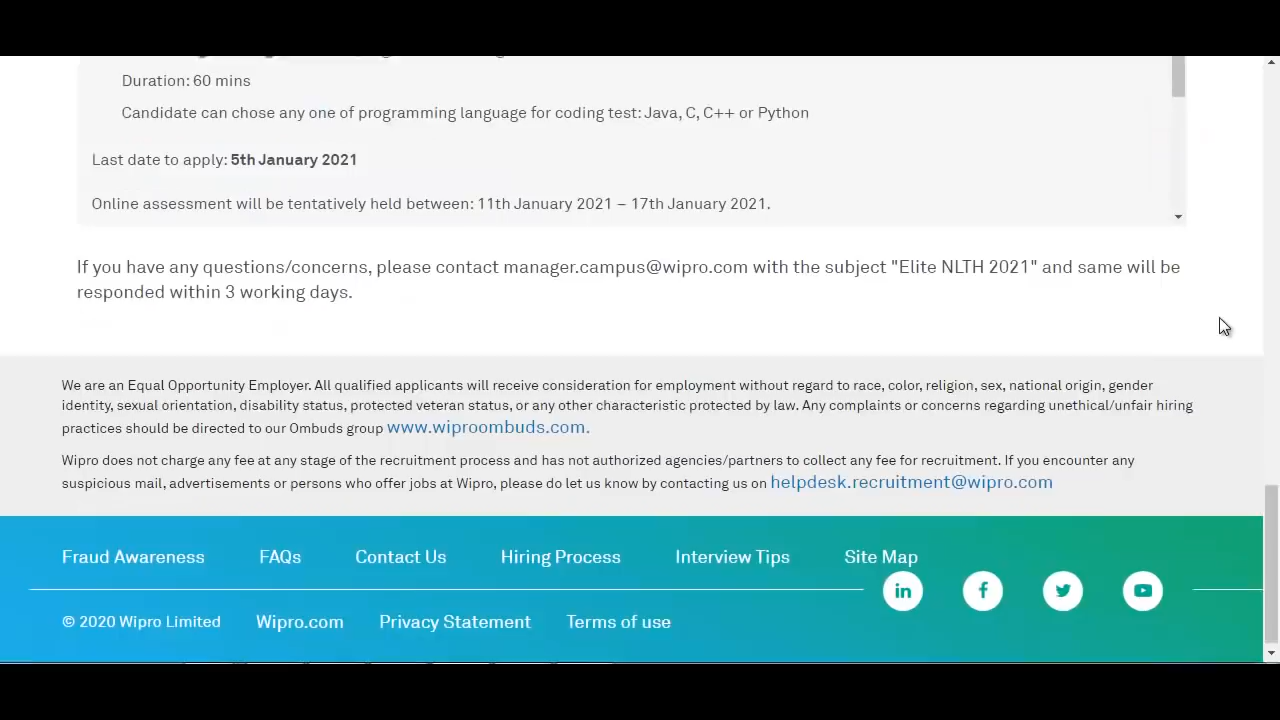 Duration: 60 mins
Candidate can chose any one of programming language for coding test: Java, C, C++ or Python
Last date to apply: 5th January 2021
Online assessment will be tentatively held between: 11th January 2021 – 17th January 2021.
If you have any questions/concerns, please contact manager.campus@wipro.com with the subject "Elite NLTH 2021" and same will be
responded within 3 working days.
We are an Equal Opportunity Employer. All qualified applicants will receive consideration for employment without regard to race, color, religion, sex, national origin, gender
identity, sexual orientation, disability status, protected veteran status, or any other characteristic protected by law. Any complaints or concerns regarding unethical/unfair hiring
practices should be directed to our Ombuds group www.wiproombuds.com.
Wipro does not charge any fee at any stage of the recruitment process and has not authorized agencies/partners to collect any fee for recruitment. If you encounter any
suspicious mail, advertisements or persons who offer jobs at Wipro, please do let us know by contacting us on helpdesk.recruitment@wipro.com
Fraud Awareness FAQs Contact Us Hiring Process Interview Tips Site Map
© 2020 Wipro Limited Wipro.com Privacy Statement Terms of use